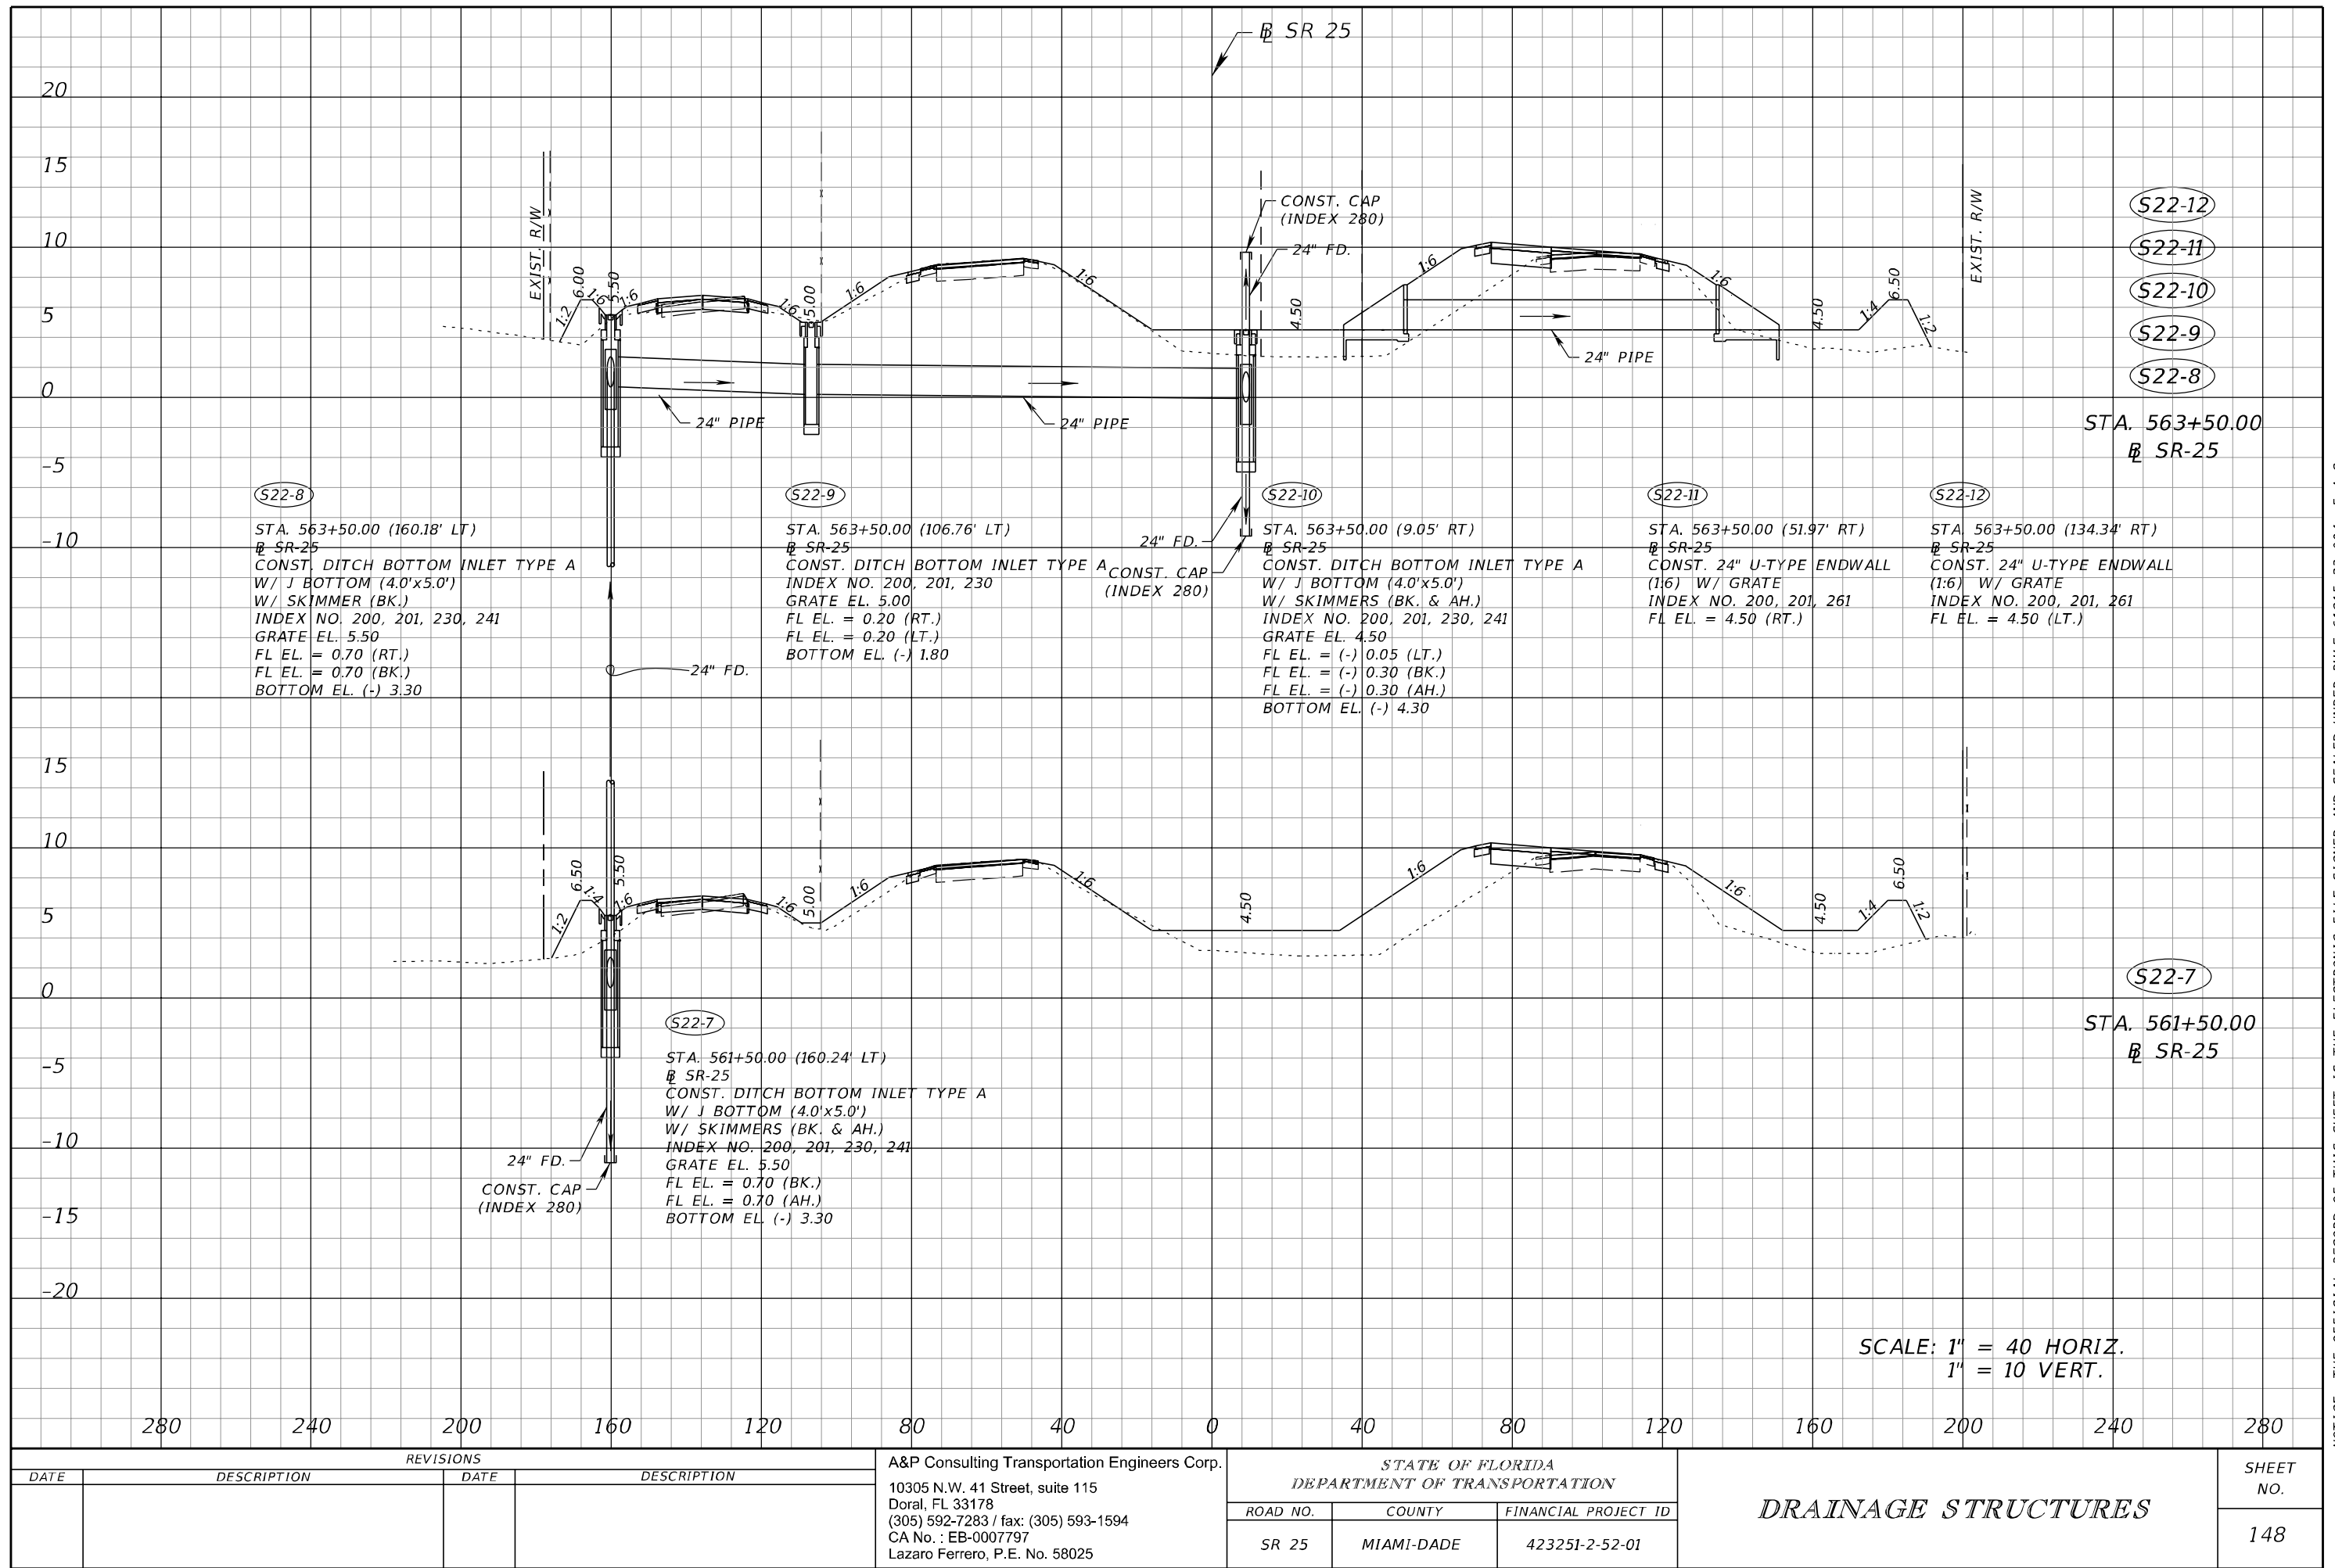 ℄ SR 25
20
15
10
5
0
-5
-10
EXIST. R/W
1:2
6.00
1:6
5.50
1:6
1:6
5.00
1:6
1:6
CONST. CAP
(INDEX 280)
24" FD.
4.50
1:6
1:6
24" PIPE
4.50
1:4
6.50
1:2
EXIST. R/W
24" PIPE
24" PIPE
24" FD.
CONST. CAP
(INDEX 280)
S22-12
S22-11
S22-10
S22-9
S22-8
STA. 563+50.00
℄ SR-25
S22-8
STA. 563+50.00 (160.18' LT)
℄ SR-25
CONST. DITCH BOTTOM INLET TYPE A
W/ J BOTTOM (4.0'x5.0')
W/ SKIMMER (BK.)
INDEX NO. 200, 201, 230, 241
GRATE EL. 5.50
FL EL. = 0.70 (RT.)
FL EL. = 0.70 (BK.)
BOTTOM EL. (-) 3.30
S22-9
STA. 563+50.00 (106.76' LT)
℄ SR-25
CONST. DITCH BOTTOM INLET TYPE A
INDEX NO. 200, 201, 230
GRATE EL. 5.00
FL EL. = 0.20 (RT.)
FL EL. = 0.20 (LT.)
BOTTOM EL. (-) 1.80
S22-10
STA. 563+50.00 (9.05' RT)
℄ SR-25
CONST. DITCH BOTTOM INLET TYPE A
W/ J BOTTOM (4.0'x5.0')
W/ SKIMMERS (BK. & AH.)
INDEX NO. 200, 201, 230, 241
GRATE EL. 4.50
FL EL. = (-) 0.05 (LT.)
FL EL. = (-) 0.30 (BK.)
FL EL. = (-) 0.30 (AH.)
BOTTOM EL. (-) 4.30
S22-11
STA. 563+50.00 (51.97' RT)
℄ SR-25
CONST. 24" U-TYPE ENDWALL
(1:6) W/ GRATE
INDEX NO. 200, 201, 261
FL EL. = 4.50 (RT.)
S22-12
STA. 563+50.00 (134.34' RT)
℄ SR-25
CONST. 24" U-TYPE ENDWALL
(1:6) W/ GRATE
INDEX NO. 200, 201, 261
FL EL. = 4.50 (LT.)
24" FD.
15
10
5
0
-5
-10
-15
-20
1:2
6.50
1:4
5.50
1:6
1:6
5.00
1:6
1:6
4.50
1:6
1:6
4.50
1:4
6.50
1:2
S22-7
STA. 561+50.00
℄ SR-25
S22-7
STA. 561+50.00 (160.24' LT)
℄ SR-25
CONST. DITCH BOTTOM INLET TYPE A
W/ J BOTTOM (4.0'x5.0')
W/ SKIMMERS (BK. & AH.)
INDEX NO. 200, 201, 230, 241
GRATE EL. 5.50
FL EL. = 0.70 (BK.)
FL EL. = 0.70 (AH.)
BOTTOM EL. (-) 3.30
24" FD.
CONST. CAP
(INDEX 280)
SCALE: 1" = 40 HORIZ.
1" = 10 VERT.
280 240 200 160 120 80 40 0 40 80 120 160 200 240 280
REVISIONS
DATE DESCRIPTION DATE DESCRIPTION
A&P Consulting Transportation Engineers Corp.
10305 N.W. 41 Street, suite 115
Doral, FL 33178
(305) 592-7283 / fax: (305) 593-1594
CA No. : EB-0007797
Lazaro Ferrero, P.E. No. 58025
STATE OF FLORIDA
DEPARTMENT OF TRANSPORTATION
ROAD NO. COUNTY FINANCIAL PROJECT ID
SR 25 MIAMI-DADE 423251-2-52-01
DRAINAGE STRUCTURES
SHEET
NO.
148